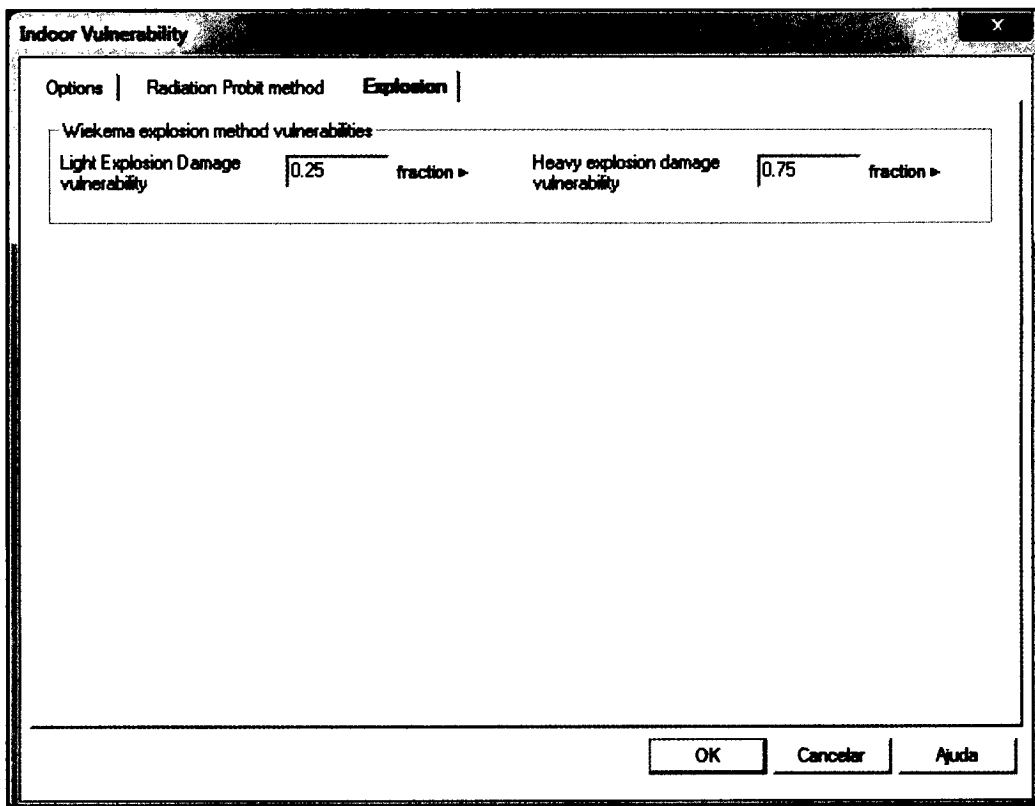 Indoor Vulnerability
X
Options Radiation Probit method Explosion
Wiekema explosion method vulnerabilities
Light Explosion Damage vulnerability 0.25 fraction Heavy explosion damage vulnerability 0.75 fraction
OK Cancelar Ajuda